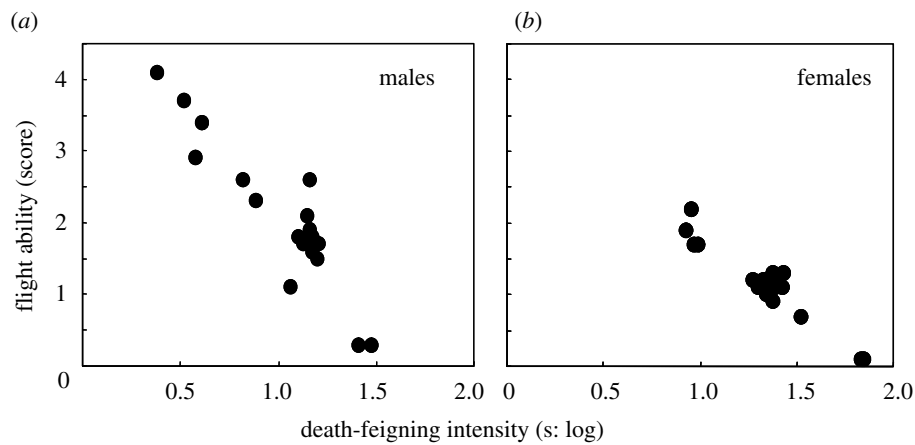 (a) (b)
males
females
flight ability (score)
4
3
2
1
0
0.5 1.0 1.5 2.0
0 0.5 1.0 1.5 2.0
death-feigning intensity (s: log)